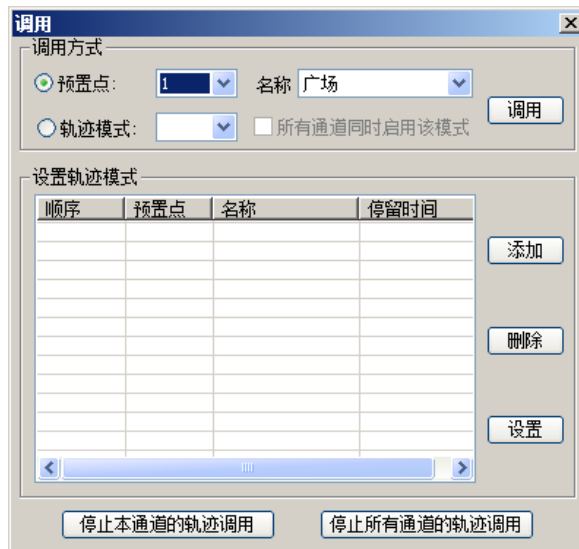 调用
调用方式
预置点: 1 名称 广场
调用
轨迹模式: 所有通道同时启用该模式
设置轨迹模式
顺序 预置点 名称 停留时间
添加
删除
设置
停止本通道的轨迹调用 停止所有通道的轨迹调用